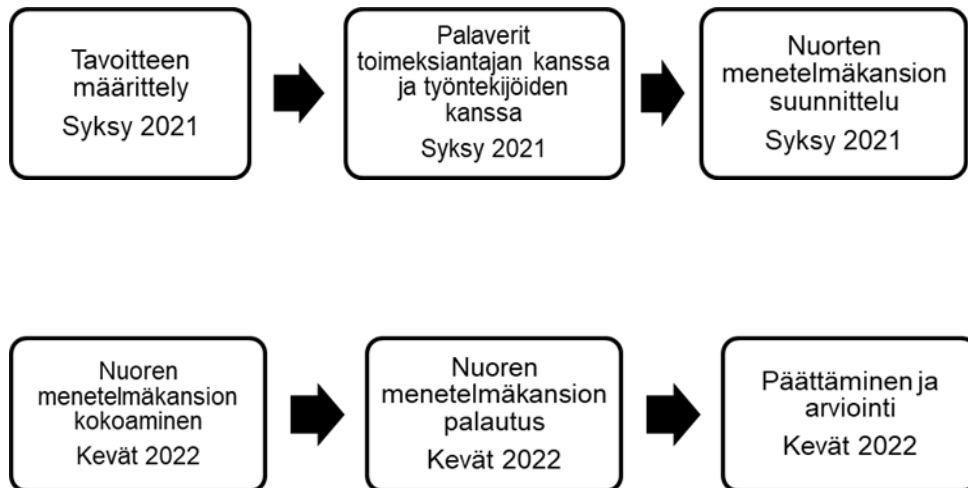 Tavoitteen
määrittely
Syksy 2021
Palaverit
toimeksiantajan kanssa
ja työntekijöiden
kanssa
Syksy 2021
Nuorten
menetelmäkansion
suunnittelu
Syksy 2021
Nuoren
menetelmäkansion
kokoaminen
Kevät 2022
Nuoren
menetelmäkansion
palautus
Kevät 2022
Päättäminen ja
arviointi
Kevät 2022